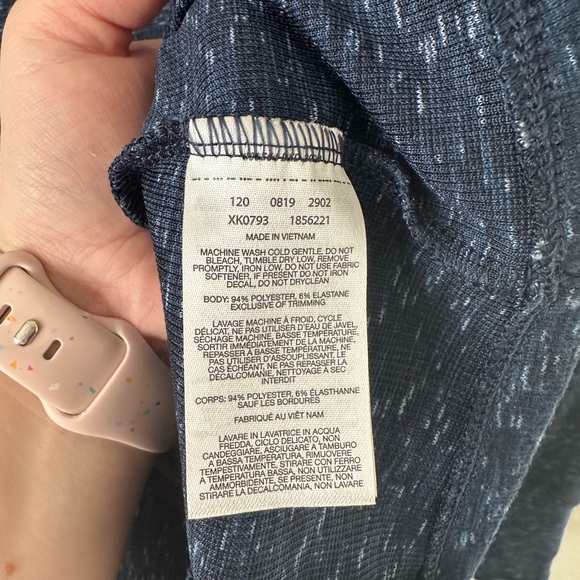 120 0819 2902
XK0793 1856221
MADE IN VIETNAM
MACHINE WASH COLD GENTLE, DO NOT
BLEACH, TUMBLE DRY LOW, REMOVE
PROMPTLY, IRON LOW, DO NOT USE FABRIC
SOFTENER, IF PRESENT DO NOT IRON
DECAL, DO NOT DRYCLEAN
BODY: 94% POLYESTER, 6% ELASTANE
EXCLUSIVE OF TRIMMING
LAVAGE MACHINE À FROID, CYCLE
DÉLICAT, NE PAS UTILISER D'EAU DE JAVEL,
SÉCHAGE MACHINE, BASSE TEMPÉRATURE,
SORTIR IMMÉDIATEMENT DE LA MACHINE,
REPASSER À BASSE TEMPÉRATURE, NE
PAS UTILISER D'ASSOUPLISSANT. LE
CAS ÉCHÉANT, NE PAS REPASSER LA
DÉCALCOMANIE, NETTOYAGE À SEC
INTERDIT
CORPS: 94% POLYESTER, 6% ÉLASTHANNE
SAUF LES BORDURES
FABRIQUÉ AU VIÊT NAM
LAVARE IN LAVATRICE IN ACQUA
FREDDA, CICLO DELICATO, NON
CANDEGGIARE, ASCIUGARE A TAMBURO
A BASSA TEMPERATURA, RIMUOVERE
TEMPESTIVAMENTE, STIRARE CON FERRO
A TEMPERATURA BASSA, NON UTILIZZARE
AMMORBIDENTE, SE PRESENTE, NON
STIRARE LA DECALCOMANIA, NON LAVARE